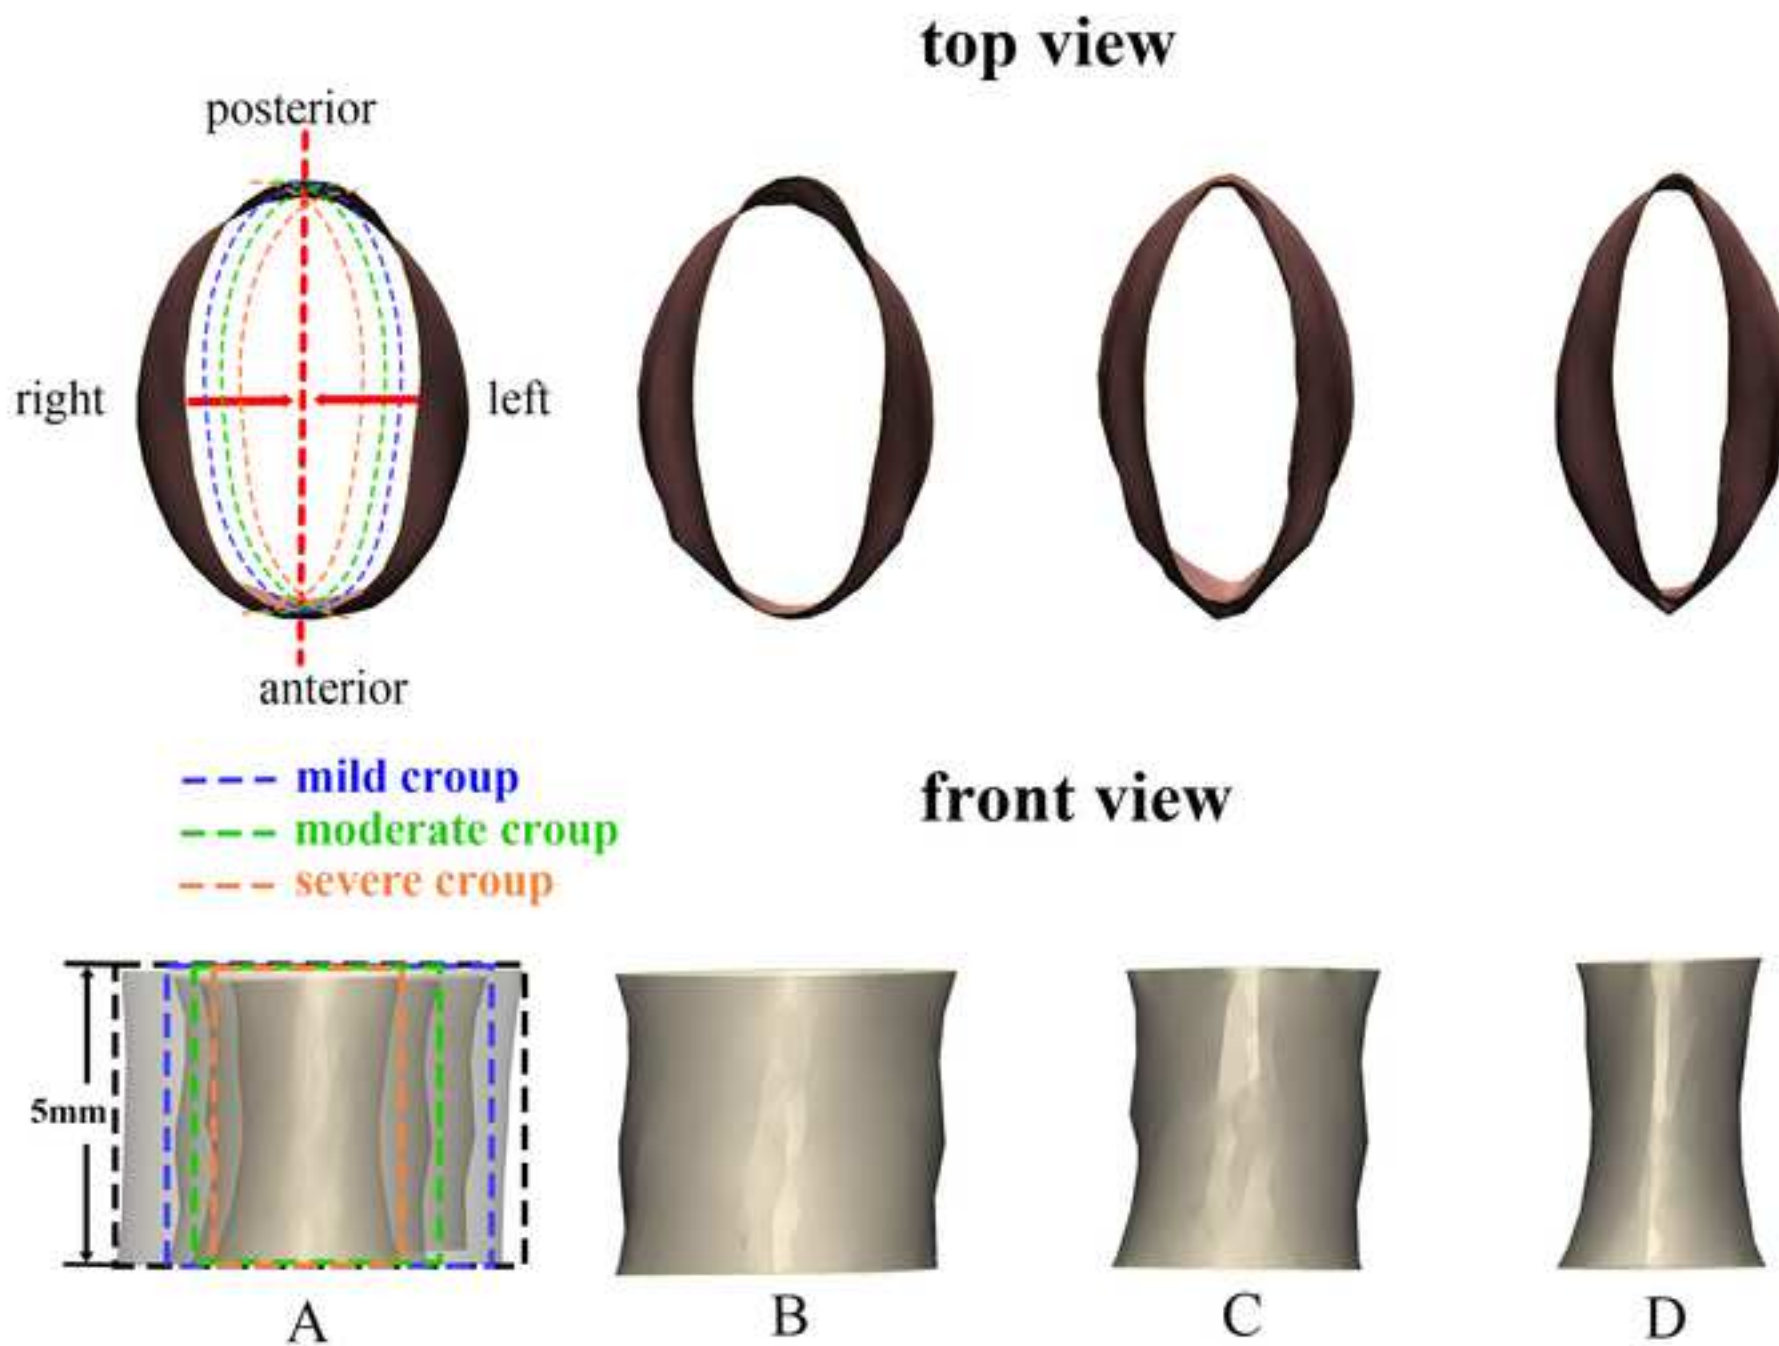 top view
posterior
right
left
anterior
mild croup
moderate croup
severe croup
front view
5mm
A
B
C
D